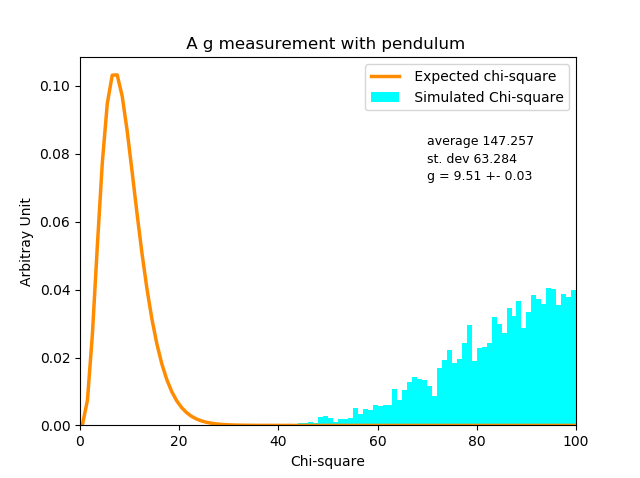 A g measurement with pendulum
Expected chi-square
Simulated Chi-square
average 147.257
st. dev 63.284
g = 9.51 +- 0.03
Arbitray Unit
0.10
0.08
0.06
0.04
0.02
0.00
0 20 40 60 80 100
Chi-square